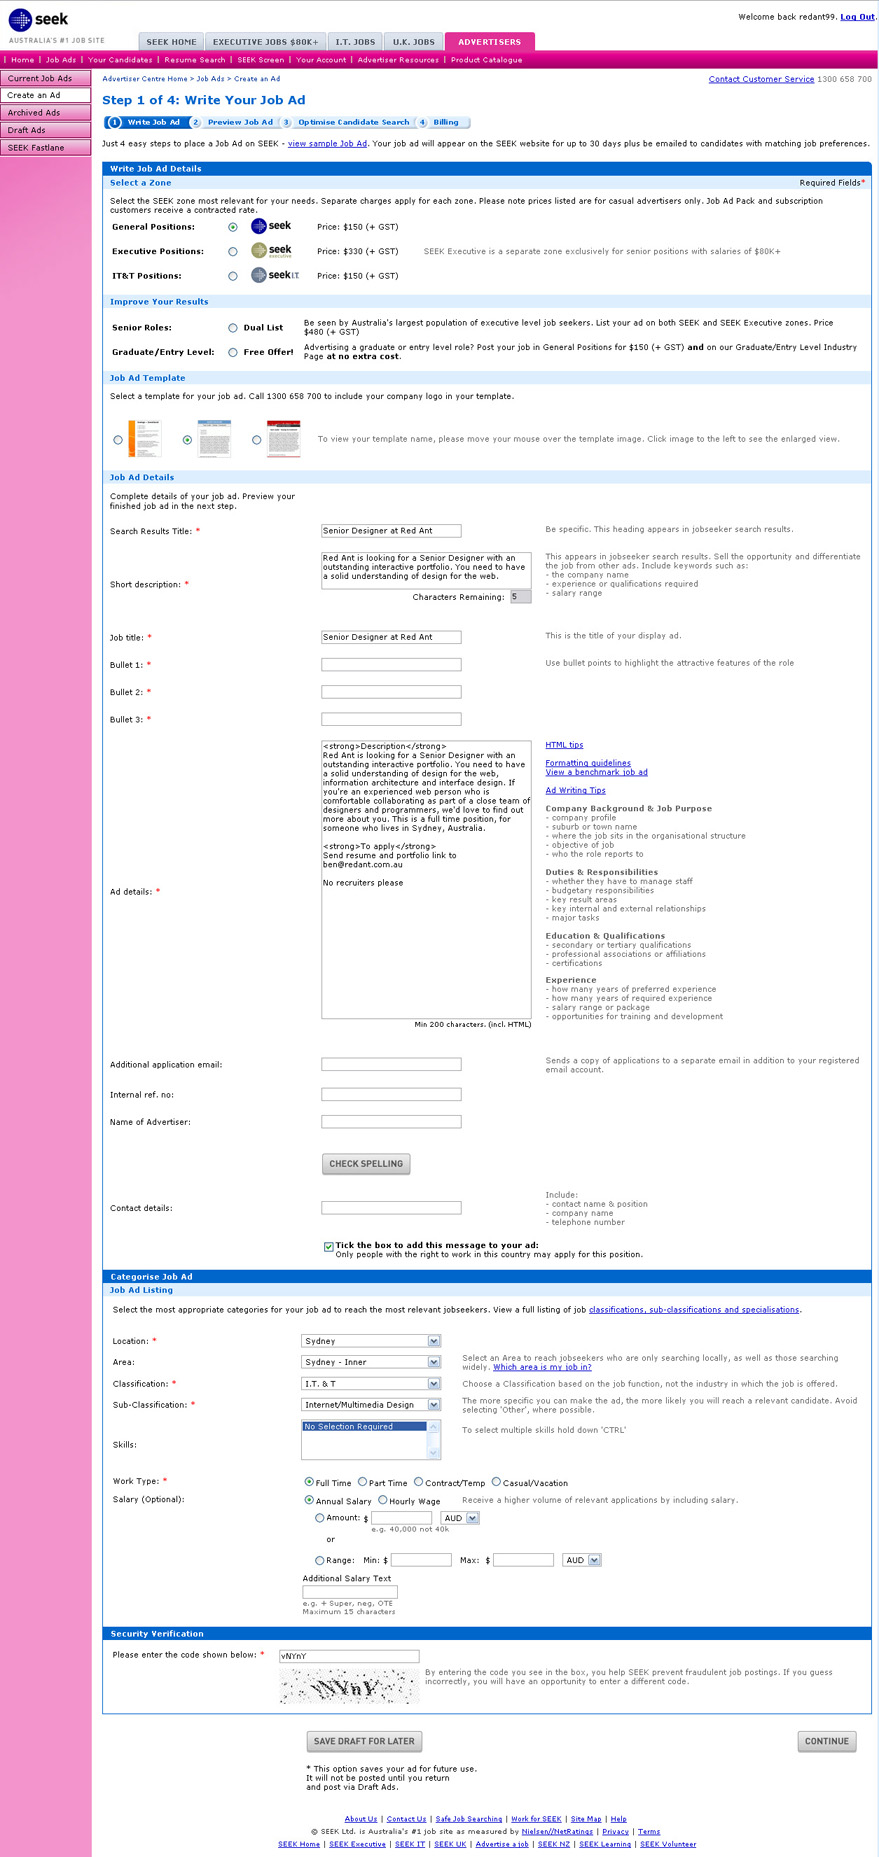 seek
AUSTRALIA'S #1 JOB SITE
Welcome back redant99. Log Out.
SEEK HOME
EXECUTIVE JOBS $80K+
I.T. JOBS
U.K. JOBS
ADVERTISERS
| Home | Job Ads | Your Candidates | Resume Search | SEEK Screen | Your Account | Advertiser Resources | Product Catalogue
Current Job Ads
Create an Ad
Archived Ads
Draft Ads
SEEK Fastlane
Advertiser Centre Home > Job Ads > Create an Ad
Contact Customer Service 1300 658 700
Step 1 of 4: Write Your Job Ad
1 Write Job Ad 2 Preview Job Ad 3 Optimise Candidate Search 4 Billing
Just 4 easy steps to place a Job Ad on SEEK - view sample Job Ad. Your job ad will appear on the SEEK website for up to 30 days plus be emailed to candidates with matching job preferences.
Write Job Ad Details
Select a Zone
Required Fields*
Select the SEEK zone most relevant for your needs. Separate charges apply for each zone. Please note prices listed are for casual advertisers only. Job Ad Pack and subscription
customers receive a contracted rate.
General Positions: seek Price: $150 (+ GST)
Executive Positions: seek executive Price: $330 (+ GST) SEEK Executive is a separate zone exclusively for senior positions with salaries of $80K+
IT&T Positions: seek I.T. Price: $150 (+ GST)
Improve Your Results
Senior Roles: Dual List
Be seen by Australia's largest population of executive level job seekers. List your ad on both SEEK and SEEK Executive zones. Price
$480 (+ GST)
Graduate/Entry Level: Free Offer!
Advertising a graduate or entry level role? Post your job in General Positions for $150 (+ GST) and on our Graduate/Entry Level Industry
Page at no extra cost.
Job Ad Template
Select a template for your job ad. Call 1300 658 700 to include your company logo in your template.
To view your template name, please move your mouse over the template image. Click image to the left to see the enlarged view.
Job Ad Details
Complete details of your job ad. Preview your
finished job ad in the next step.
Search Results Title: *
Senior Designer at Red Ant
Be specific. This heading appears in jobseeker search results.
Short description: *
Red Ant is looking for a Senior Designer with an
outstanding interactive portfolio. You need to have
a solid understanding of design for the web.
Characters Remaining: 5
This appears in jobseeker search results. Sell the opportunity and differentiate
the job from other ads. Include keywords such as:
- the company name
- experience or qualifications required
- salary range
Job title: *
Senior Designer at Red Ant
This is the title of your display ad.
Bullet 1: *
Use bullet points to highlight the attractive features of the role
Bullet 2: *
Bullet 3: *
Ad details: *
<strong>Description</strong>
Red Ant is looking for a Senior Designer with an
outstanding interactive portfolio. You need to have
a solid understanding of design for the web,
information architecture and interface design. If
you're an experienced web person who is
comfortable collaborating as part of a close team of
designers and programmers, we'd love to find out
more about you. This is a full time position, for
someone who lives in Sydney, Australia.
<strong>To apply</strong>
Send resume and portfolio link to
ben@redant.com.au
No recruiters please
Min 200 characters. (incl. HTML)
HTML tips
Formatting guidelines
View a benchmark job ad
Ad Writing Tips
Company Background & Job Purpose
- company profile
- suburb or town name
- where the job sits in the organisational structure
- objective of job
- who the role reports to
Duties & Responsibilities
- whether they have to manage staff
- budgetary responsibilities
- key result areas
- key internal and external relationships
- major tasks
Education & Qualifications
- secondary or tertiary qualifications
- professional associations or affiliations
- certifications
Experience
- how many years of preferred experience
- how many years of required experience
- salary range or package
- opportunities for training and development
Additional application email:
Sends a copy of applications to a separate email in addition to your registered
email account.
Internal ref. no:
Name of Advertiser:
CHECK SPELLING
Contact details:
Include:
- contact name & position
- company name
- telephone number
Tick the box to add this message to your ad:
Only people with the right to work in this country may apply for this position.
Categorise Job Ad
Job Ad Listing
Select the most appropriate categories for your job ad to reach the most relevant jobseekers. View a full listing of job classifications, sub-classifications and specialisations.
Location: * Sydney
Area: Sydney - Inner
Select an Area to reach jobseekers who are only searching locally, as well as those searching
widely. Which area is my job in?
Classification: * I.T. & T
Choose a Classification based on the job function, not the industry in which the job is offered.
Sub-Classification: * Internet/Multimedia Design
The more specific you can make the ad, the more likely you will reach a relevant candidate. Avoid
selecting 'Other', where possible.
Skills:
No Selection Required
To select multiple skills hold down 'CTRL'
Work Type: * Full Time Part Time Contract/Temp Casual/Vacation
Salary (Optional): Annual Salary Hourly Wage
Receive a higher volume of relevant applications by including salary.
Amount: $ AUD
e.g. 40,000 not 40k
or
Range: Min: $ Max: $ AUD
Additional Salary Text
e.g. + Super, neg, OTE
Maximum 15 characters
Security Verification
Please enter the code shown below: * vNYnY
vNYnY
By entering the code you see in the box, you help SEEK prevent fraudulent job postings. If you guess
incorrectly, you will have an opportunity to enter a different code.
SAVE DRAFT FOR LATER
CONTINUE
* This option saves your ad for future use.
It will not be posted until you return
and post via Draft Ads.
About Us | Contact Us | Safe Job Searching | Work for SEEK | Site Map | Help
© SEEK Ltd. is Australia's #1 job site as measured by Nielsen//NetRatings | Privacy | Terms
SEEK Home | SEEK Executive | SEEK IT | SEEK UK | Advertise a job | SEEK NZ | SEEK Learning | SEEK Volunteer